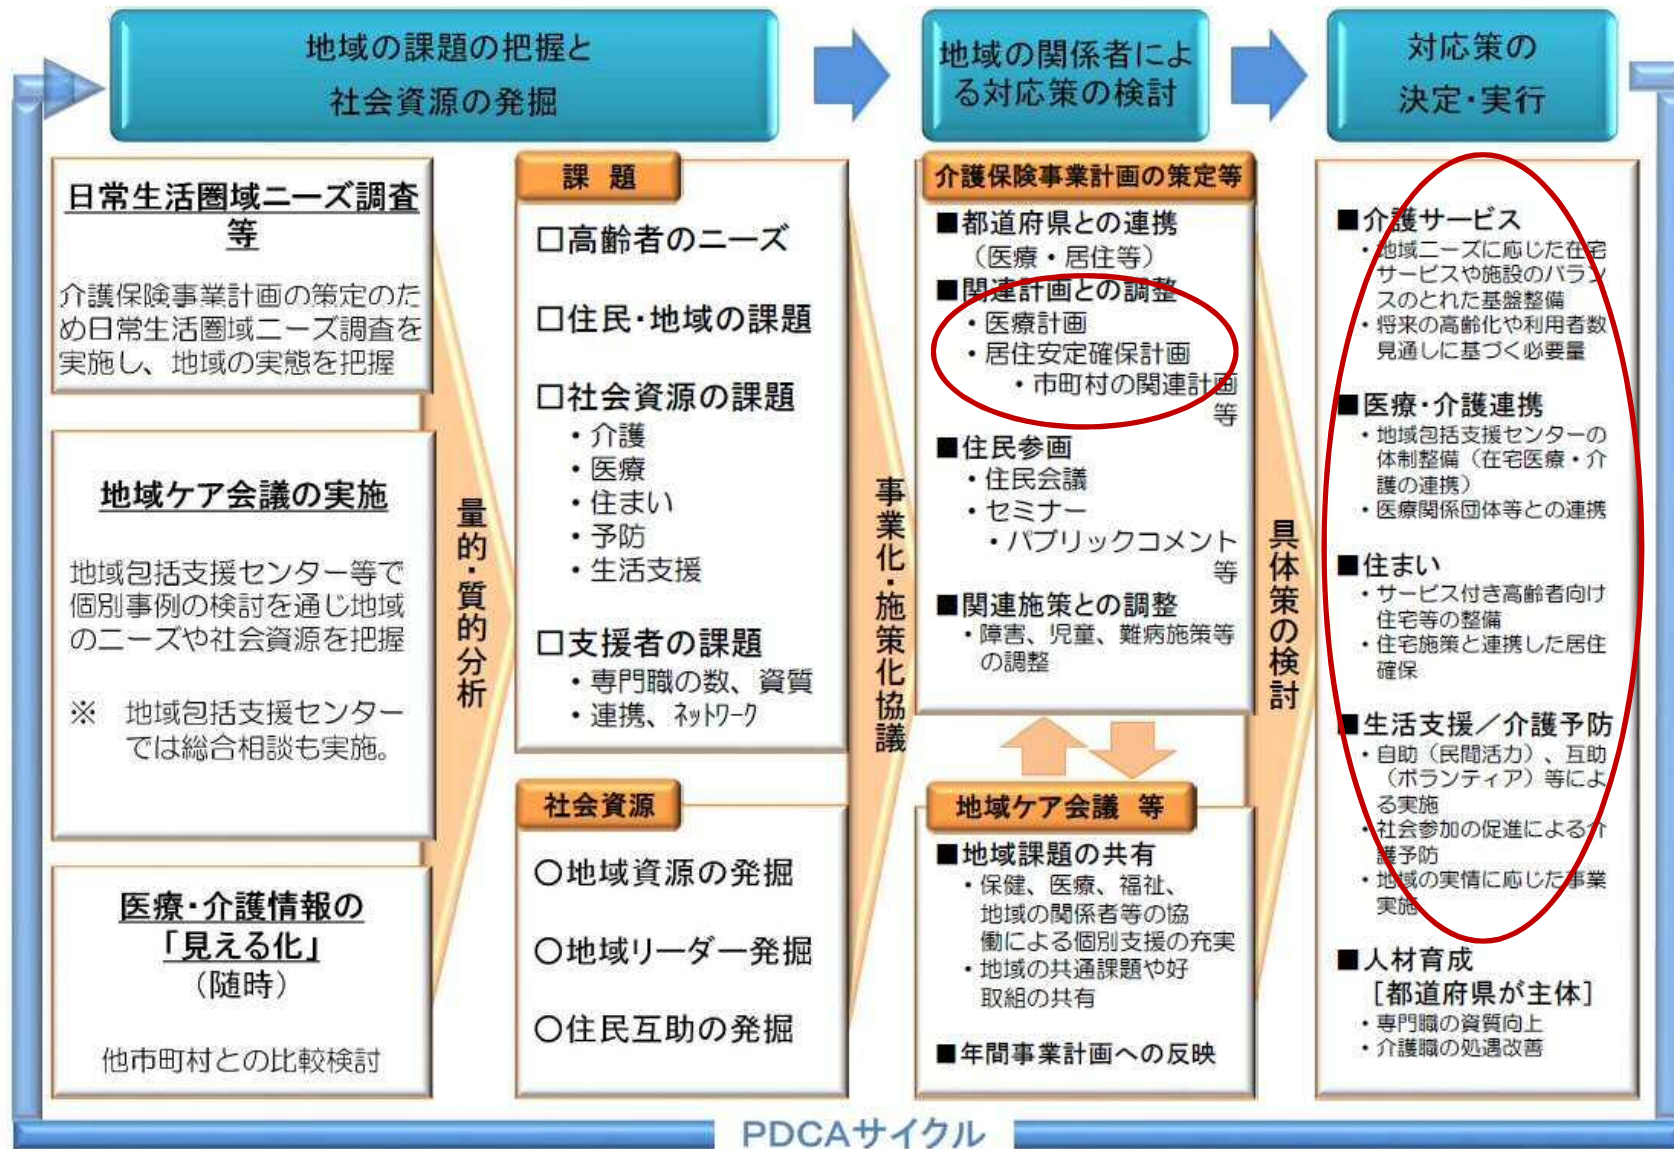 地域の課題の把握と
社会資源の発掘
地域の関係者によ
る対応策の検討
対応策の
決定・実行
日常生活圏域ニーズ調査
等
介護保険事業計画の策定のた
め日常生活圏域ニーズ調査を
実施し、地域の実態を把握
地域ケア会議の実施
地域包括支援センター等で
個別事例の検討を通じ地域
のニーズや社会資源を把握
※ 地域包括支援センター
では総合相談も実施。
医療・介護情報の
「見える化」
（随時）
他市町村との比較検討
量的・質的分析
課 題
□高齢者のニーズ
□住民・地域の課題
□社会資源の課題
・介護
・医療
・住まい
・予防
・生活支援
□支援者の課題
・専門職の数、資質
・連携、ﾈｯﾄﾜｰｸ
社会資源
○地域資源の発掘
○地域リーダー発掘
○住民互助の発掘
事業化・施策化協議
介護保険事業計画の策定等
■都道府県との連携
（医療・居住等）
■関連計画との調整
・医療計画
・居住安定確保計画
・市町村の関連計画
等
■住民参画
・住民会議
・セミナー
・パブリックコメント
等
■関連施策との調整
・障害、児童、難病施策等
の調整
地域ケア会議 等
■地域課題の共有
・保健、医療、福祉、
地域の関係者等の協
働による個別支援の充実
・地域の共通課題や好
取組の共有
■年間事業計画への反映
具体策の検討
■介護サービス
・地域ニーズに応じた在宅
サービスや施設のバラン
スのとれた基盤整備
・将来の高齢化や利用者数
見通しに基づく必要量
■医療・介護連携
・地域包括支援センターの
体制整備（在宅医療・介
護の連携）
・医療関係団体等との連携
■住まい
・サービス付き高齢者向け
住宅等の整備
・住宅施策と連携した居住
確保
■生活支援／介護予防
・自助（民間活力）、互助
（ボランティア）等によ
る実施
・社会参加の促進による介
護予防
・地域の実情に応じた事業
実施
■人材育成
［都道府県が主体］
・専門職の資質向上
・介護職の処遇改善
PDCAサイクル